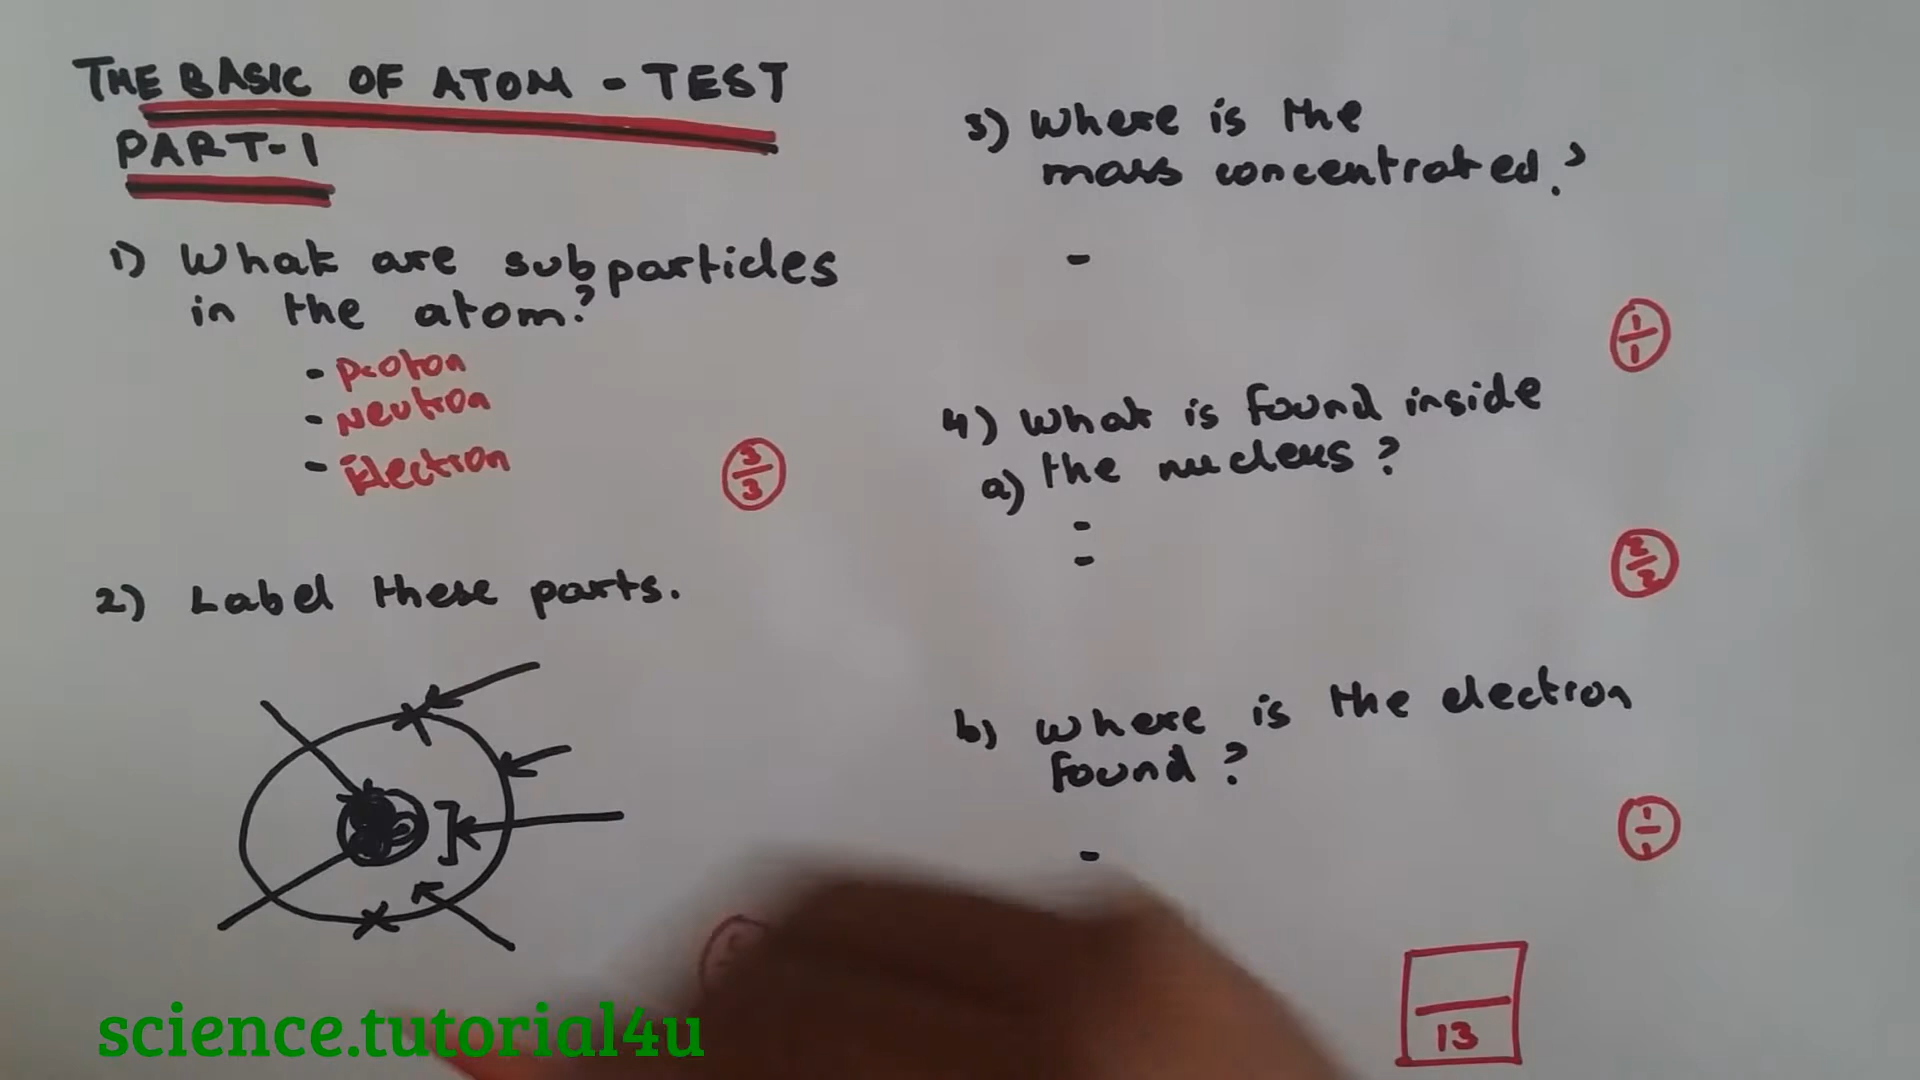 THE BASIC OF ATOM - TEST
PART-1
1) What are subparticles
in the atom?
- proton
- Neutron
- Electron
3/3
2) Label these parts.
3) Where is the
mass concentrated?
-
1/1
4) What is found inside
a) the nucleus?
-
-
2/2
b) where is the electron
found?
-
1/1
13
science.tutorial4u